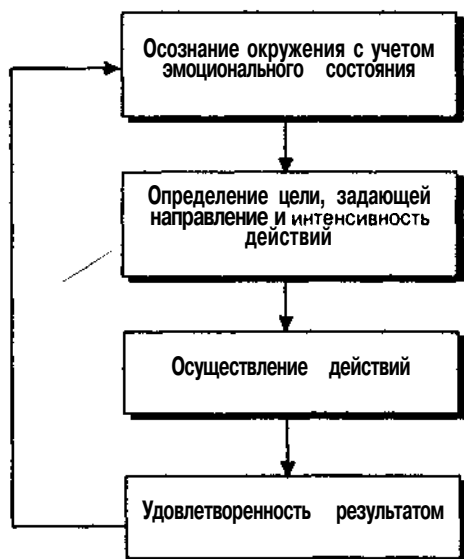 Осознание окружения с учетом
эмоционального состояния
Определение цели, задающей
направление и интенсивность
действий
Осуществление действий
Удовлетворенность результатом